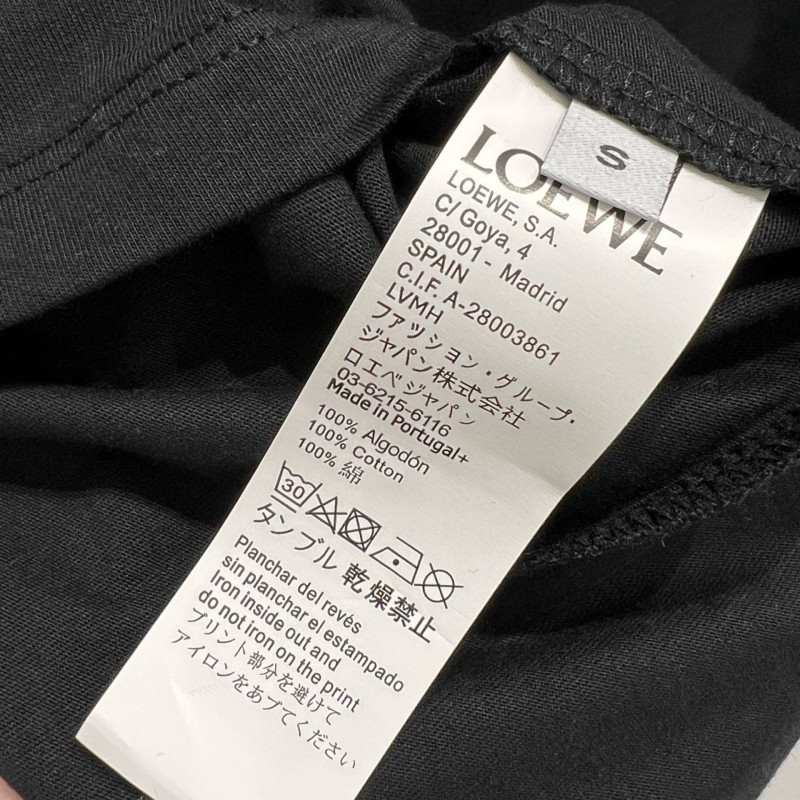 S
LOEWE
LOEWE, S.A.
C/ Goya, 4
28001- Madrid
SPAIN
C.I.F. A-28003861
LVMH
ファッション・グループ・
ジャパン株式会社
ロエベジャパン
03-6215-6116
Made in Portugal+
100% Algodón
100% Cotton
100% 綿
30
タンブル 乾燥禁止
Planchar del revés
sin planchar el estampado
Iron inside out and
do not iron on the print
プリント部分を避けて
アイロンをあブてください